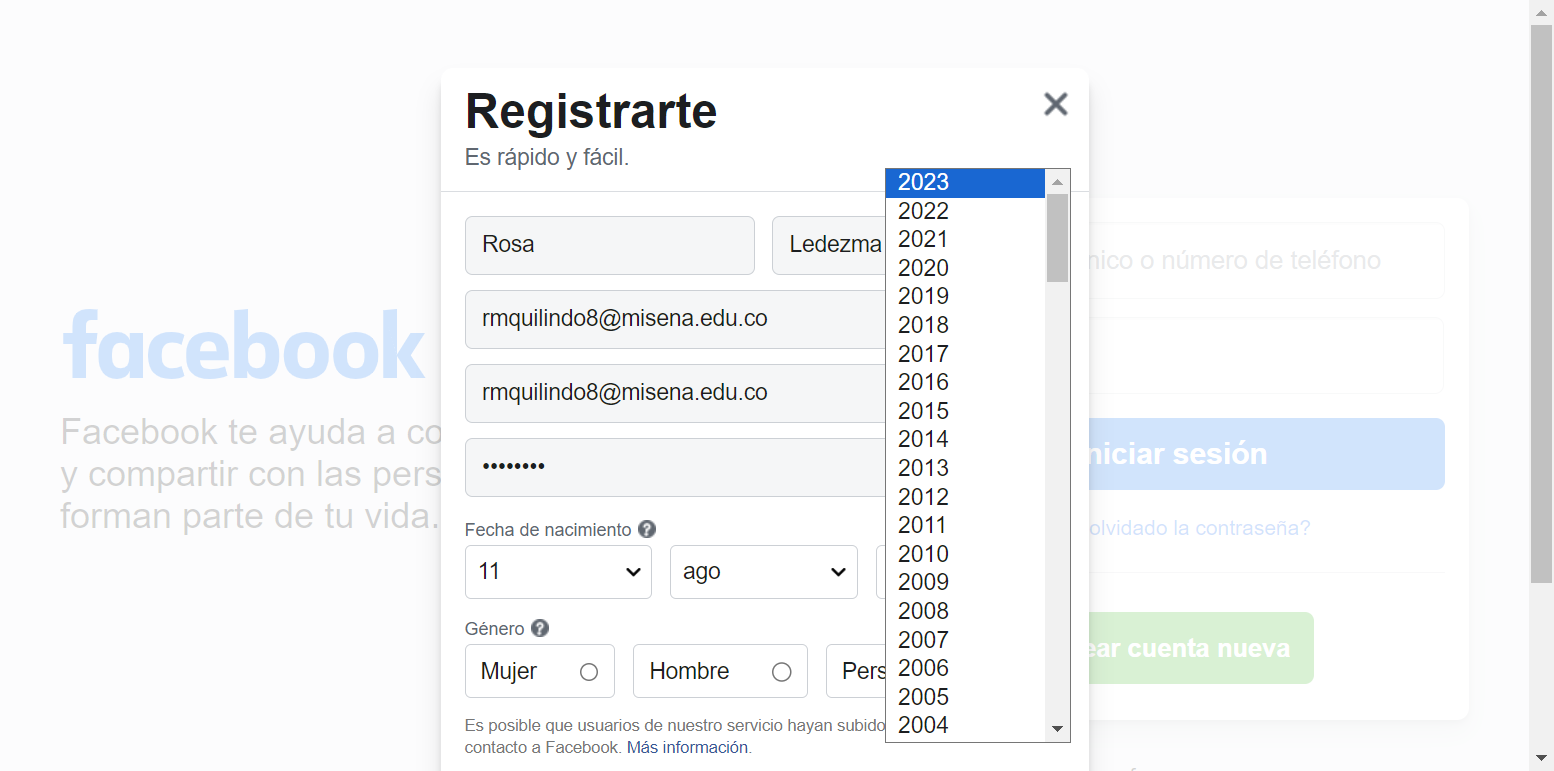 Registrarte
Es rápido y fácil.
Rosa
Ledezma
rmquilindo8@misena.edu.co
rmquilindo8@misena.edu.co
••••••••
Fecha de nacimiento
11
ago
2023
2022
2021
2020
2019
2018
2017
2016
2015
2014
2013
2012
2011
2010
2009
2008
2007
2006
2005
2004
Género
Mujer
Hombre
Pers
Es posible que usuarios de nuestro servicio hayan subido
contacto a Facebook. Más información.
facebook
Facebook te ayuda a co
y compartir con las pers
forman parte de tu vida.
nico o número de teléfono
niciar sesión
olvidado la contraseña?
ear cuenta nueva